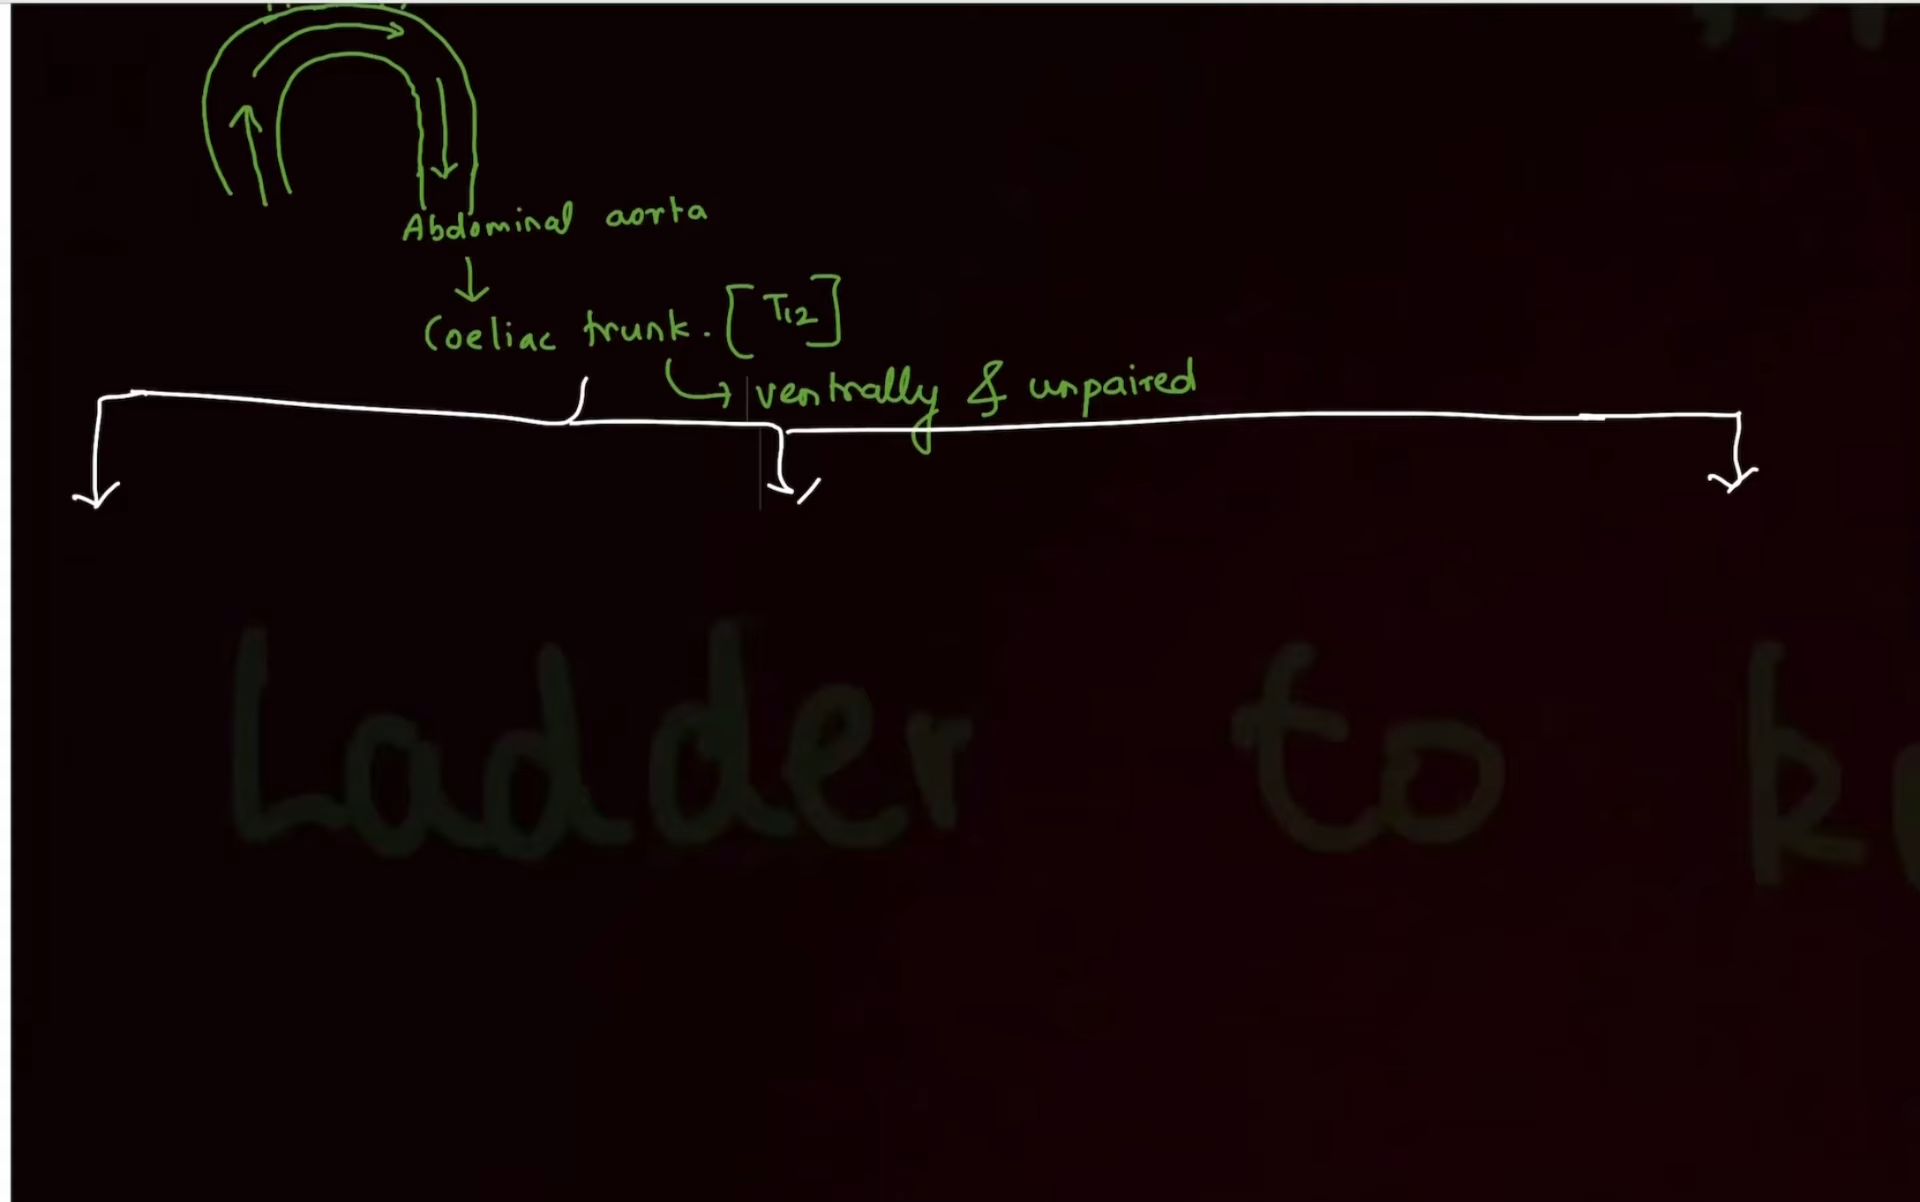 Abdominal aorta
↓
Coeliac trunk. [T12]
→ ventrally & unpaired
Ladder to